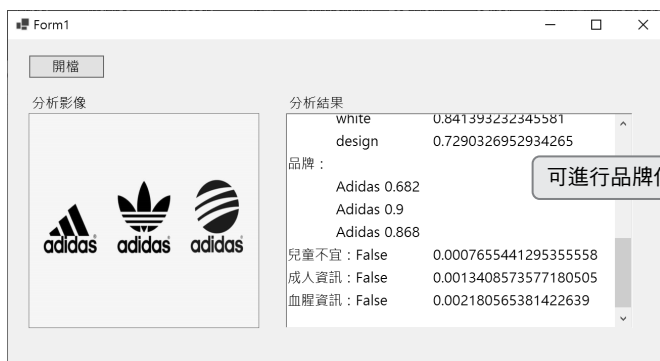 Form1
開檔
分析影像
adidas adidas adidas
分析結果
white 0.841393232345581
design 0.7290326952934265
品牌：
Adidas 0.682
Adidas 0.9
Adidas 0.868
兒童不宜：False 0.0007655441295355558
成人資訊：False 0.0013408573577180505
血腥資訊：False 0.002180565381422639
可進行品牌